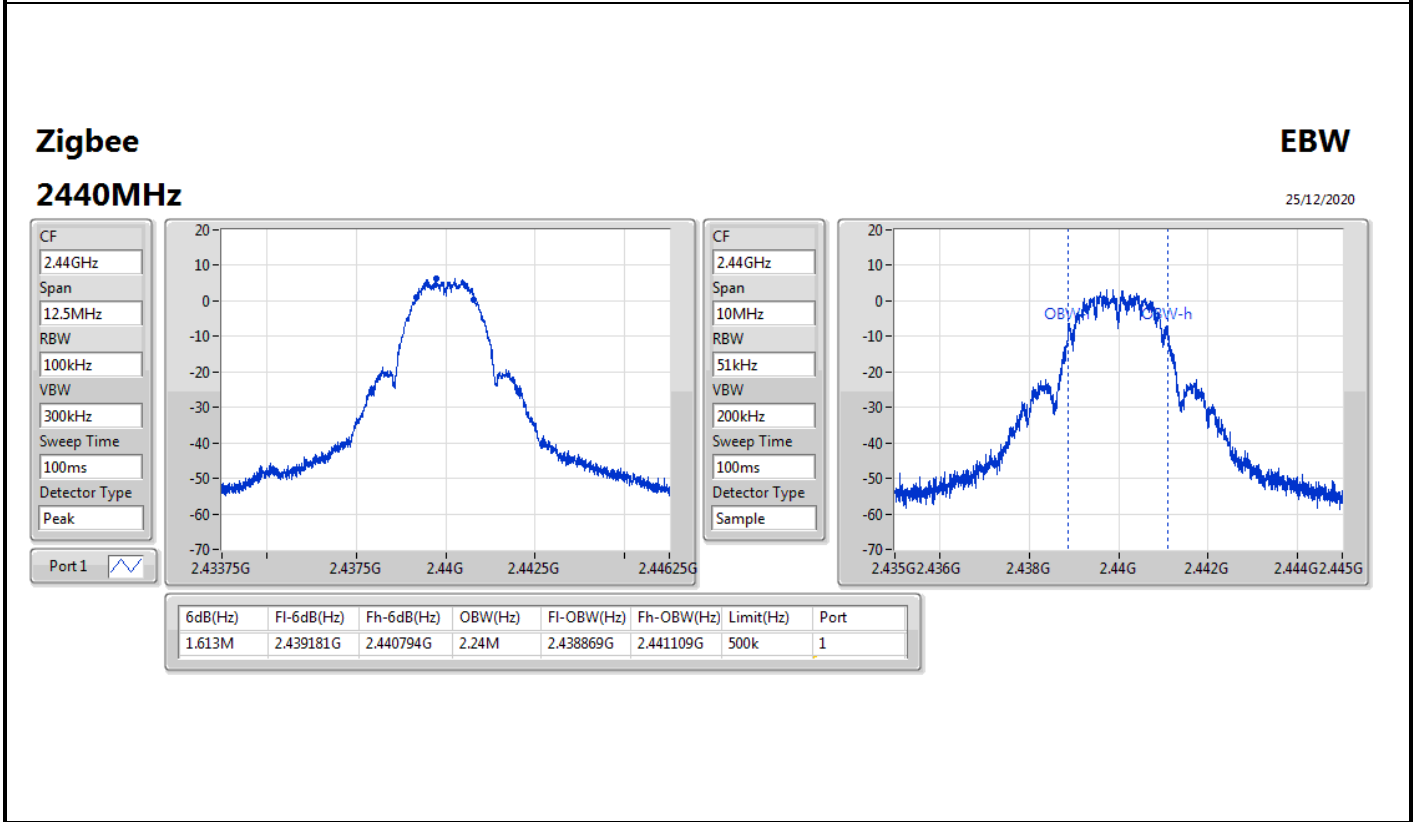 Zigbee
EBW
2440MHz
25/12/2020
CF
2.44GHz
Span
12.5MHz
RBW
100kHz
VBW
300kHz
Sweep Time
100ms
Detector Type
Peak
Port 1
20
10
0
-10
-20
-30
-40
-50
-60
-70
2.43375G 2.4375G 2.44G 2.4425G 2.44625G
CF
2.44GHz
Span
10MHz
RBW
51kHz
VBW
200kHz
Sweep Time
100ms
Detector Type
Sample
20
10
0
-10
-20
-30
-40
-50
-60
-70
OBW-h
2.435G 2.436G 2.438G 2.44G 2.442G 2.444G 2.445G
6dB(Hz) Fl-6dB(Hz) Fh-6dB(Hz) OBW(Hz) Fl-OBW(Hz) Fh-OBW(Hz) Limit(Hz) Port
1.613M 2.439181G 2.440794G 2.24M 2.438869G 2.441109G 500k 1